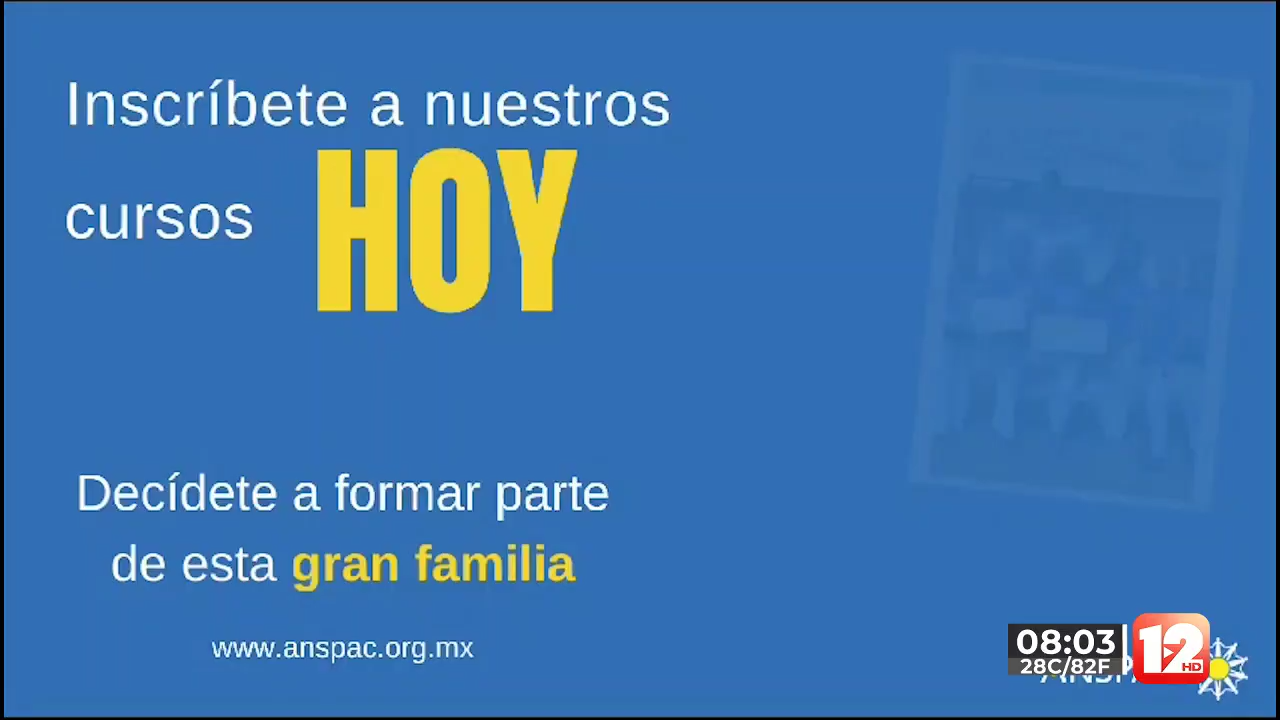 Inscríbete a nuestros
cursos HOY
Decídete a formar parte
de esta gran familia
www.anspac.org.mx
08:03
28C/82F
12
HD